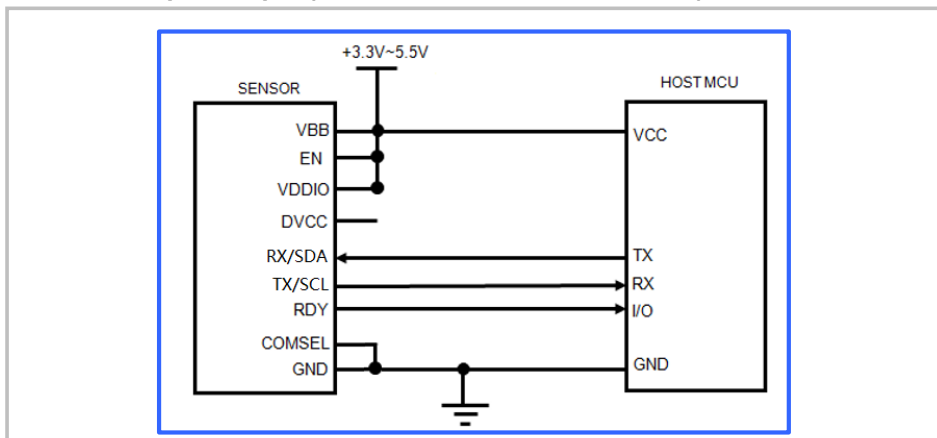 +3.3V~5.5V
SENSOR
HOST MCU
VBB
VCC
EN
VDDIO
DVCC
RX/SDA
TX
TX/SCL
RX
RDY
I/O
COMSEL
GND
GND